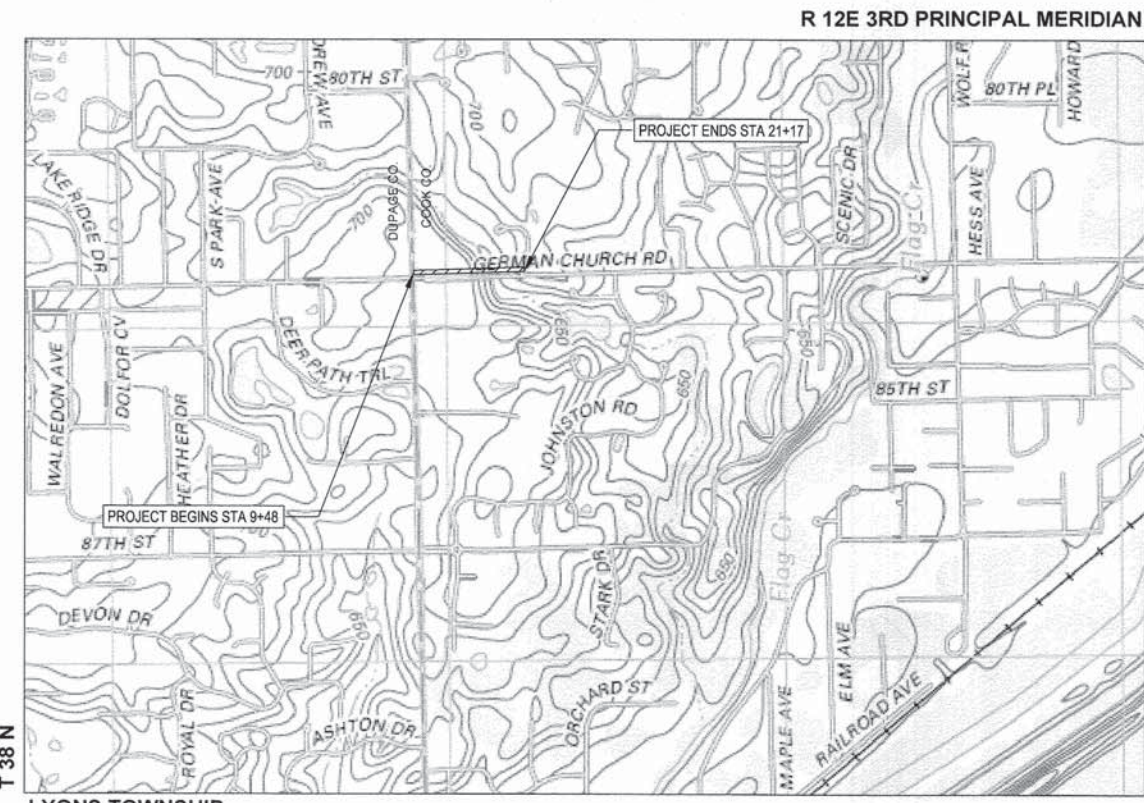 R 12E 3RD PRINCIPAL MERIDIAN
700
80TH ST
DREW AVE
700
PROJECT ENDS STA 21+17
WOLF R
80TH PL
HOWARD
LAKE RIDGE DR
S PARK AVE
700
DUPAGE CO.
COOK CO.
SCENIC DR
Flag Cr
HESS AVE
GERMAN CHURCH RD
WALREDON AVE
DOLFOR CV
DEER PATH TRL
650
650
650
85TH ST
HEATHER DR
JOHNSTON RD
PROJECT BEGINS STA 9+48
700
87TH ST
Flag Cr
650
STARK DR
DEVON DR
650
ELM AVE
ROYAL DR
ASHTON DR
ORCHARD ST
MAPLE AVE
RAILROAD AVE
T 38 N
LYONS TOWNSHIP